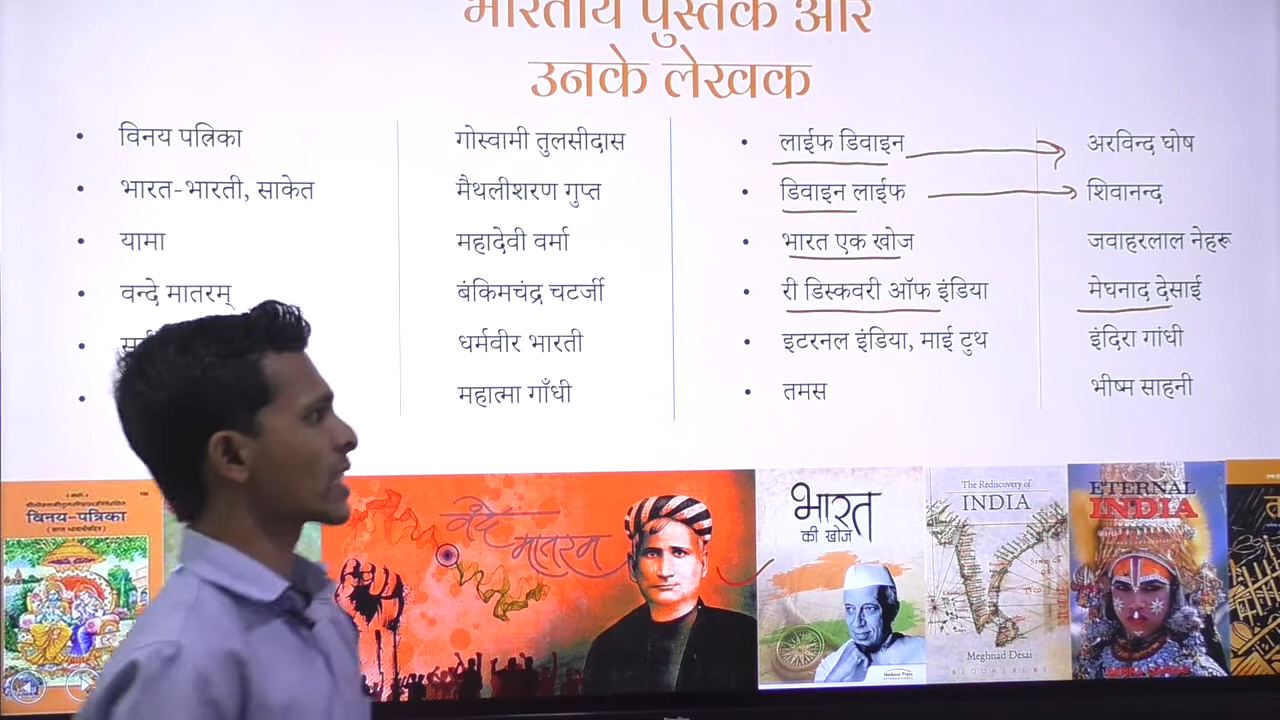 भारतीय पुस्तक और
उनके लेखक
• विनय पत्रिका
• भारत-भारती, साकेत
• यामा
• वन्दे मातरम्
•
•
गोस्वामी तुलसीदास
मैथलीशरण गुप्त
महादेवी वर्मा
बंकिमचंद्र चटर्जी
धर्मवीर भारती
महात्मा गाँधी
• लाईफ डिवाइन
• डिवाइन लाईफ
• भारत एक खोज
• री डिस्कवरी ऑफ इंडिया
• इटरनल इंडिया, माई टुथ
• तमस
अरविन्द घोष
शिवानन्द
जवाहरलाल नेहरू
मेघनाद देसाई
इंदिरा गांधी
भीष्म साहनी
विनय-पत्रिका
वन्दे
मातरम
भारत
की खोज
The Rediscovery of
INDIA
Meghnad Desai
BLOOMSBURY
ETERNAL
INDIA